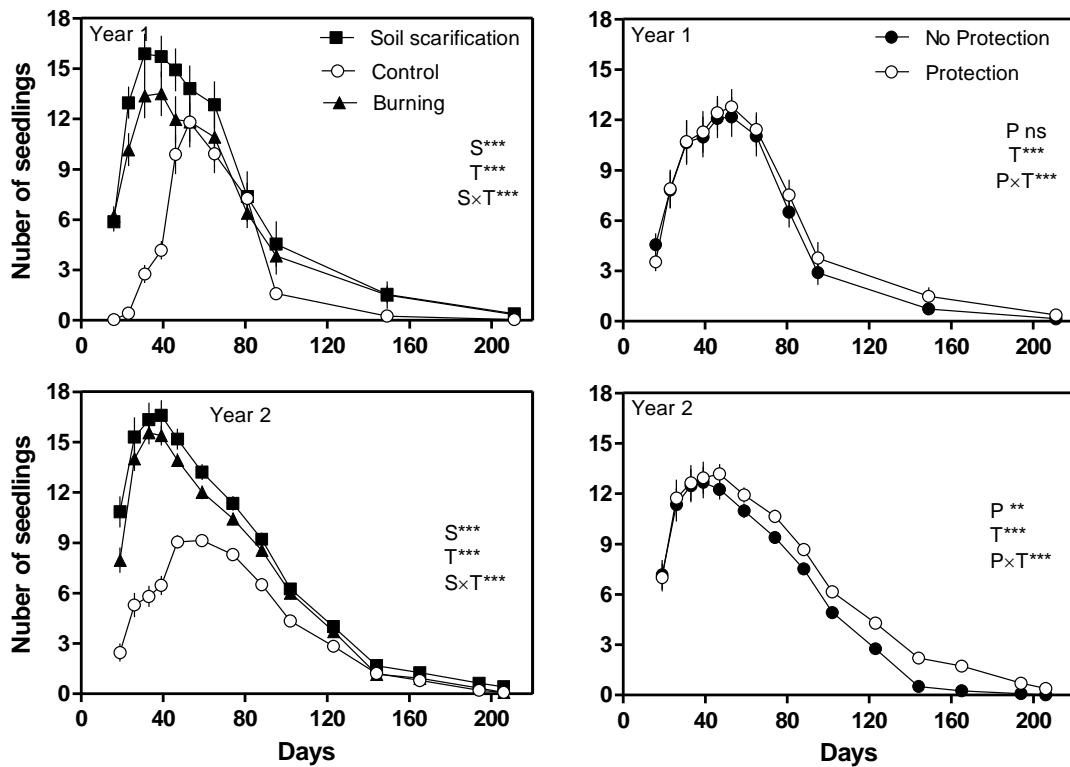 Year 1
Soil scarification
Control
Burning
S***
T***
S×T***
Nuber of seedlings
18
15
12
9
6
3
0
0 40 80 120 160 200
Year 1
No Protection
Protection
P ns
T***
P×T***
18
15
12
9
6
3
0
0 40 80 120 160 200
Year 2
S***
T***
S×T***
Nuber of seedlings
18
15
12
9
6
3
0
0 40 80 120 160 200
Days
Year 2
P **
T***
P×T***
18
15
12
9
6
3
0
0 40 80 120 160 200
Days